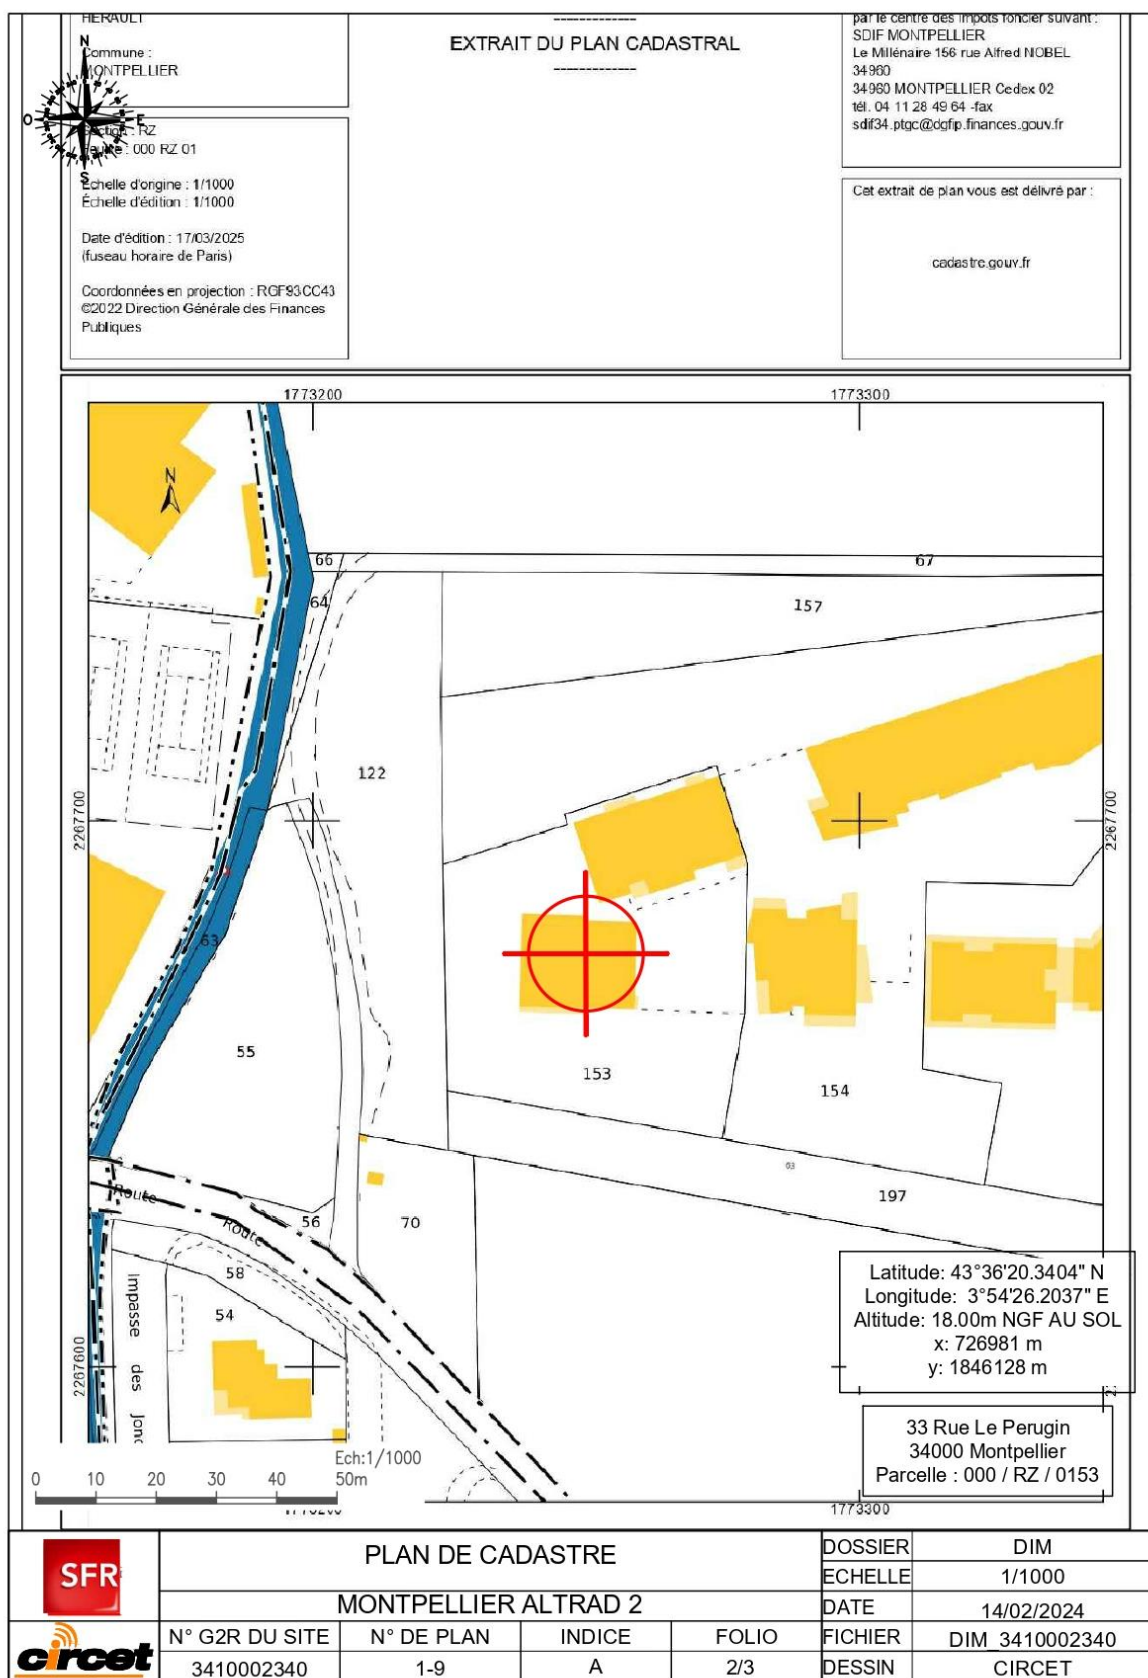 HERAULT
Commune :
MONTPELLIER
N
O
E
S
Section : RZ
Feuille : 000 RZ 01
Échelle d'origine : 1/1000
Échelle d'édition : 1/1000
Date d'édition : 17/03/2025
(fuseau horaire de Paris)
Coordonnées en projection : RGF93CC43
©2022 Direction Générale des Finances
Publiques
-------------
EXTRAIT DU PLAN CADASTRAL
-------------
par le centre des impôts foncier suivant :
SDIF MONTPELLIER
Le Millénaire 156 rue Alfred NOBEL
34960
34960 MONTPELLIER Cedex 02
tél. 04 11 28 49 64 -fax
sdif34.ptgc@dgfip.finances.gouv.fr
Cet extrait de plan vous est délivré par :
cadastre.gouv.fr
1773200
1773300
N
66
67
64
157
122
2267700
2267700
63
55
153
154
63
197
Route
Route
56
70
58
54
Impasse des Jonc
2267600
Latitude: 43°36'20.3404" N
Longitude: 3°54'26.2037" E
Altitude: 18.00m NGF AU SOL
x: 726981 m
y: 1846128 m
33 Rue Le Perugin
34000 Montpellier
Parcelle : 000 / RZ / 0153
Ech:1/1000
0 10 20 30 40 50m
1773200
1773300
SFR
PLAN DE CADASTRE
MONTPELLIER ALTRAD 2
DOSSIER DIM
ECHELLE 1/1000
DATE 14/02/2024
circet
N° G2R DU SITE N° DE PLAN INDICE FOLIO FICHIER DIM_3410002340
3410002340 1-9 A 2/3 DESSIN CIRCET